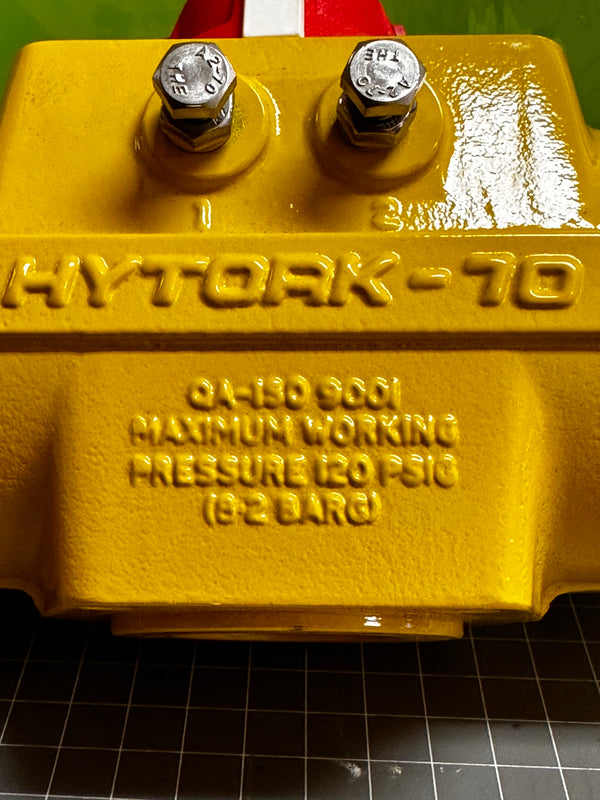 A2-70
THE
A2-70
THE
1 2
HYTORK-70
QA-ISO 9001
MAXIMUM WORKING
PRESSURE 120 PSIG
(8·2 BARG)